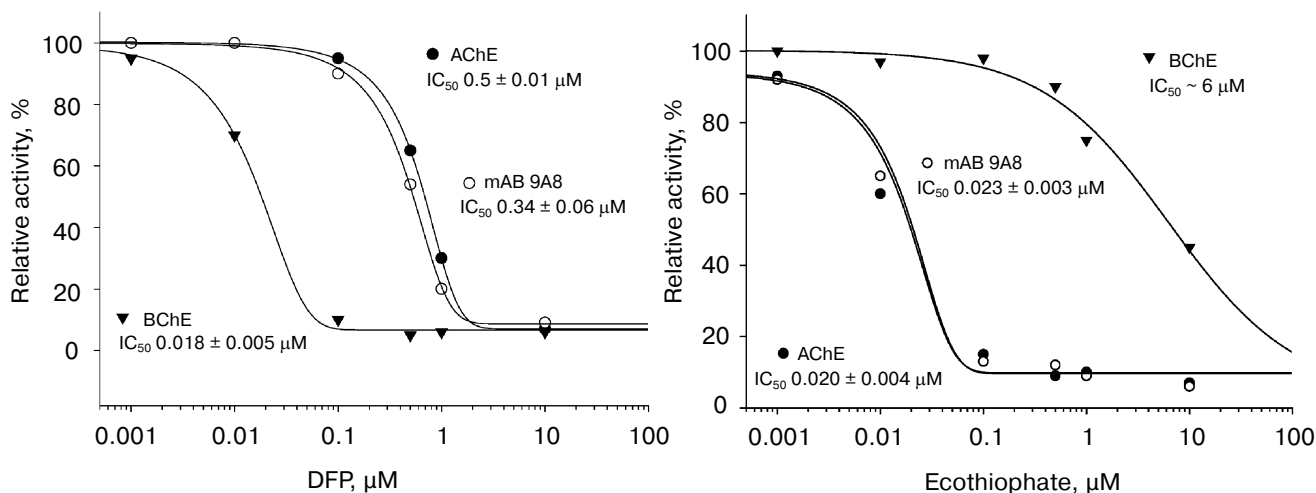 Relative activity, %
100
80
60
40
20
0
AChE
IC50 0.5 ± 0.01 μM
mAB 9A8
IC50 0.34 ± 0.06 μM
BChE
IC50 0.018 ± 0.005 μM
0.001 0.01 0.1 1 10 100
DFP, μM
Relative activity, %
100
80
60
40
20
0
BChE
IC50 ~ 6 μM
mAB 9A8
IC50 0.023 ± 0.003 μM
AChE
IC50 0.020 ± 0.004 μM
0.001 0.01 0.1 1 10 100
Ecothiophate, μM